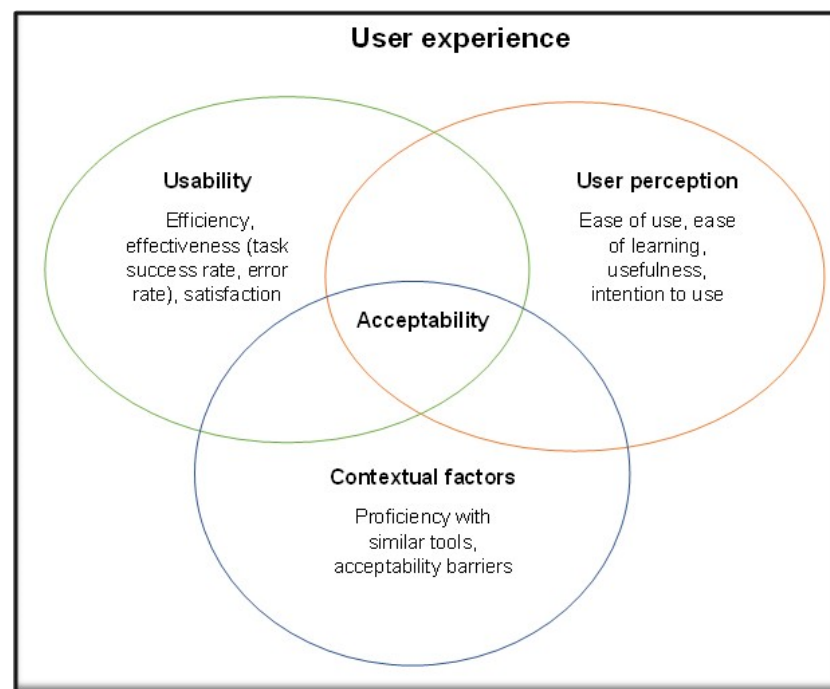 User experience
Usability
Efficiency,
effectiveness (task
success rate, error
rate), satisfaction
User perception
Ease of use, ease
of learning,
usefulness,
intention to use
Acceptability
Contextual factors
Proficiency with
similar tools,
acceptability barriers